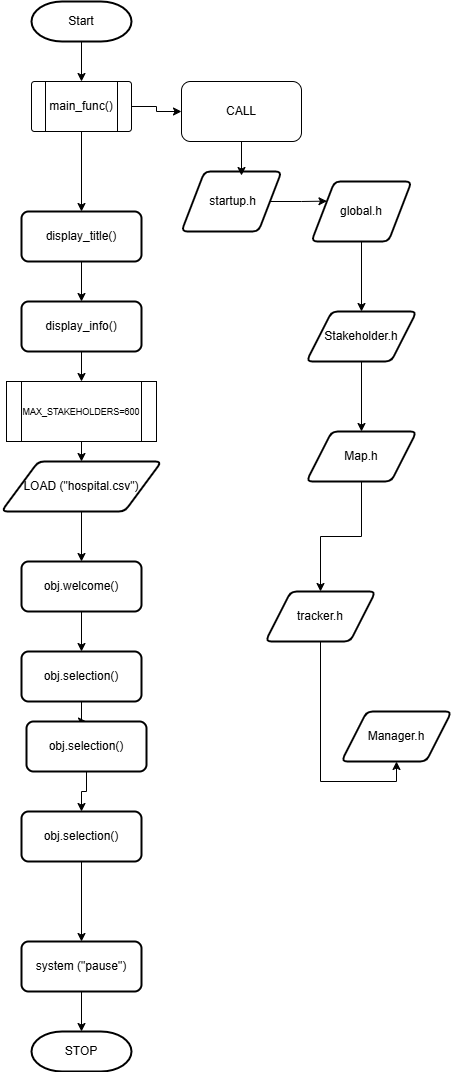 Start
main_func()
CALL
startup.h
global.h
display_title()
display_info()
Stakeholder.h
MAX_STAKEHOLDERS=600
Map.h
LOAD ("hospital.csv")
obj.welcome()
tracker.h
obj.selection()
Manager.h
obj.selection()
obj.selection()
system ("pause")
STOP